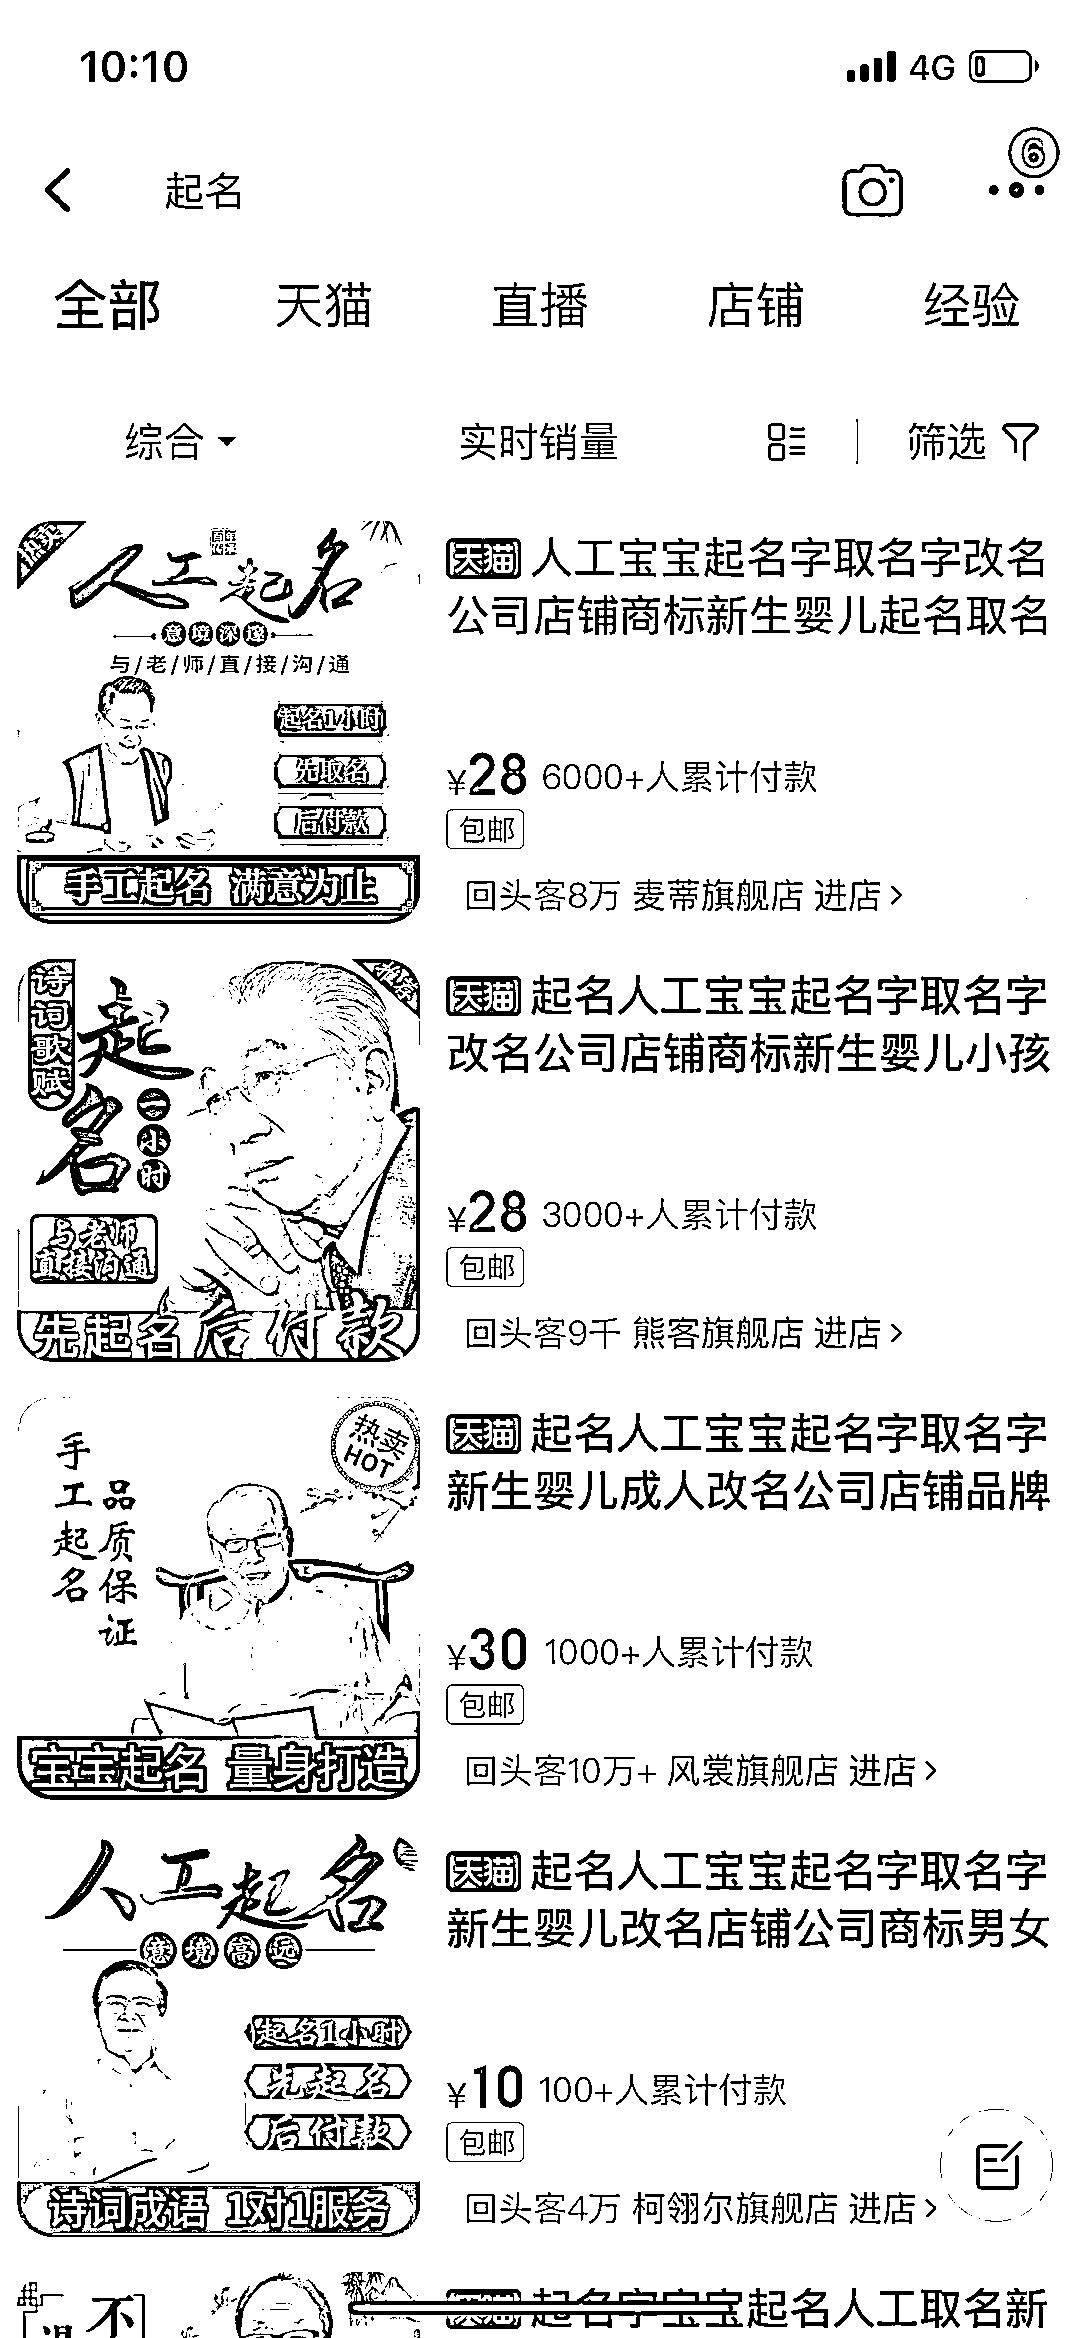 10:10
4G
6
起名
全部 天猫 直播 店铺 经验
综合 实时销量 筛选
热卖
人工起名
意境深邃
与/老/师/直/接/沟/通
起名1小时
先取名
后付款
手工起名 满意为止
天猫 人工宝宝起名字取名字改名
公司店铺商标新生婴儿起名取名
¥28 6000+人累计付款
包邮
回头客8万 麦蒂旗舰店 进店
诗词歌赋
起名
一小时
与老师
直接沟通
先起名后付款
推荐
天猫 起名人工宝宝起名字取名字
改名公司店铺商标新生婴儿小孩
¥28 3000+人累计付款
包邮
回头客9千 熊客旗舰店 进店
手工起名
品质保证
热卖
HOT
宝宝起名 量身打造
天猫 起名人工宝宝起名字取名字
新生婴儿成人改名公司店铺品牌
¥30 1000+人累计付款
包邮
回头客10万+ 风裳旗舰店 进店
人工起名
意境高远
起名1小时
先起名
后付款
诗词成语 1对1服务
天猫 起名人工宝宝起名字取名字
新生婴儿改名店铺公司商标男女
¥10 100+人累计付款
包邮
回头客4万 柯翎尔旗舰店 进店
不
天猫 起名字宝宝起名人工取名新